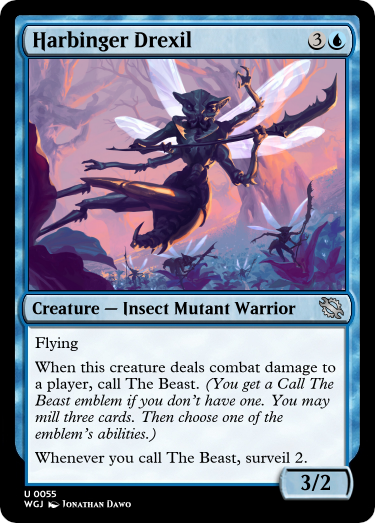 Harbinger Drexil 3
Creature — Insect Mutant Warrior
Flying
When this creature deals combat damage to
a player, call The Beast. (You get a Call The
Beast emblem if you don't have one. You may
mill three cards. Then choose one of the
emblem's abilities.)
Whenever you call The Beast, surveil 2.
3/2
U 0055
WGJ Jonathan Dawo